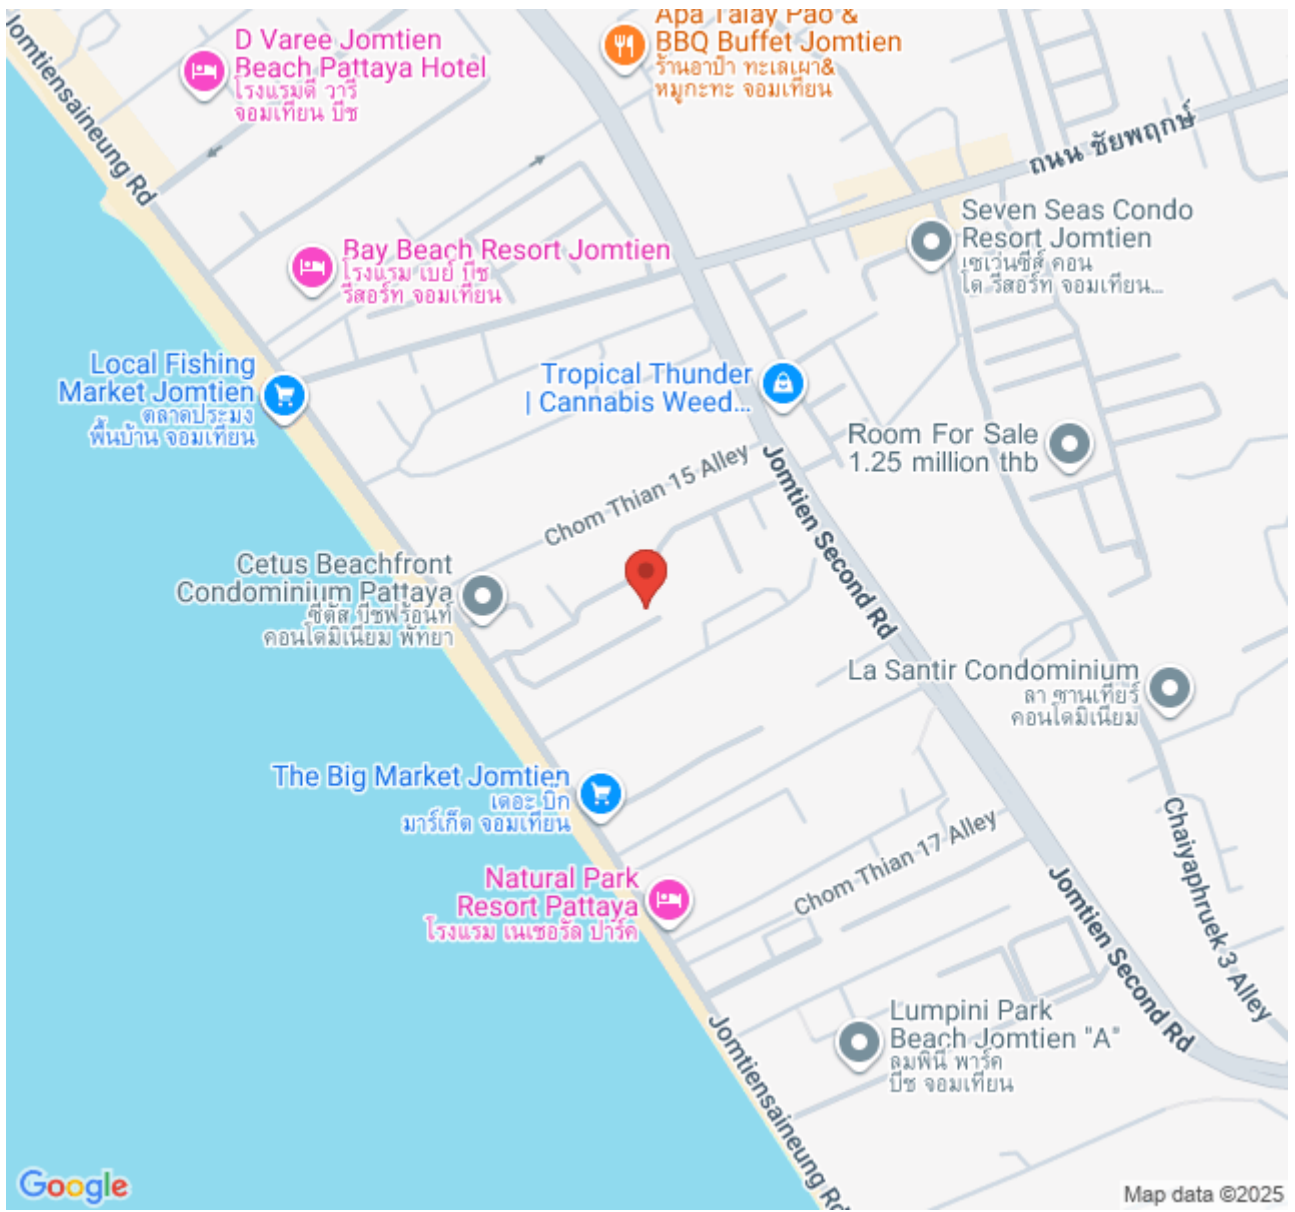 Apa Talay Pao &
BBQ Buffet Jomtien
ร้านอาป๋า ทะเลเผา&
หมูกะทะ จอมเทียน
D Varee Jomtien
Beach Pattaya Hotel
โรงแรมดี วารี
จอมเทียน บีช
Jomtiensaineung Rd
ถนน ชัยพฤกษ์
Seven Seas Condo
Resort Jomtien
เซเว่นซีส์ คอน
โด รีสอร์ท จอมเทียน...
Bay Beach Resort Jomtien
โรงแรม เบย์ บีช
รีสอร์ท จอมเทียน
Local Fishing
Market Jomtien
ตลาดประมง
พื้นบ้าน จอมเทียน
Tropical Thunder
| Cannabis Weed...
Room For Sale
1.25 million thb
Chom Thian 15 Alley
Jomtien Second Rd
Cetus Beachfront
Condominium Pattaya
ซีตัส บีชฟร้อนท์
คอนโดมิเนียม พัทยา
La Santir Condominium
ลา ซานเทียร์
คอนโดมิเนียม
The Big Market Jomtien
เดอะ บิ๊ก
มาร์เก็ต จอมเทียน
Chom Thian 17 Alley
Chaiyaphruek 3 Alley
Natural Park
Resort Pattaya
โรงแรม เนเชอรัล ปาร์ค
Jomtien Second Rd
Lumpini Park
Beach Jomtien "A"
ลุมพินี พาร์ค
บีช จอมเทียน
Jomtiensaineung Rd
Google
Map data ©2025